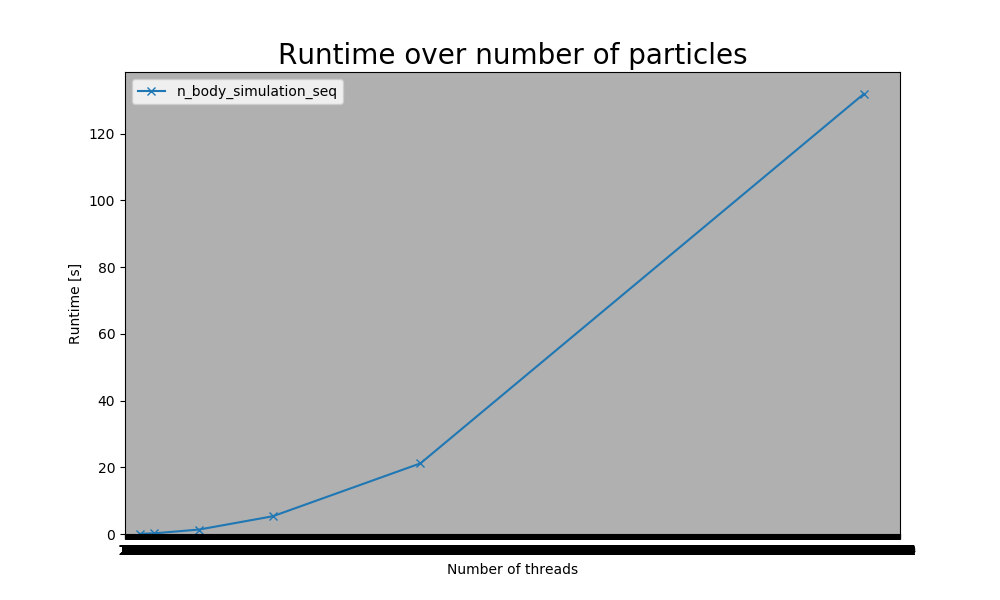 Runtime over number of particles
n_body_simulation_seq
120
100
80
60
40
20
0
Runtime [s]
Number of threads